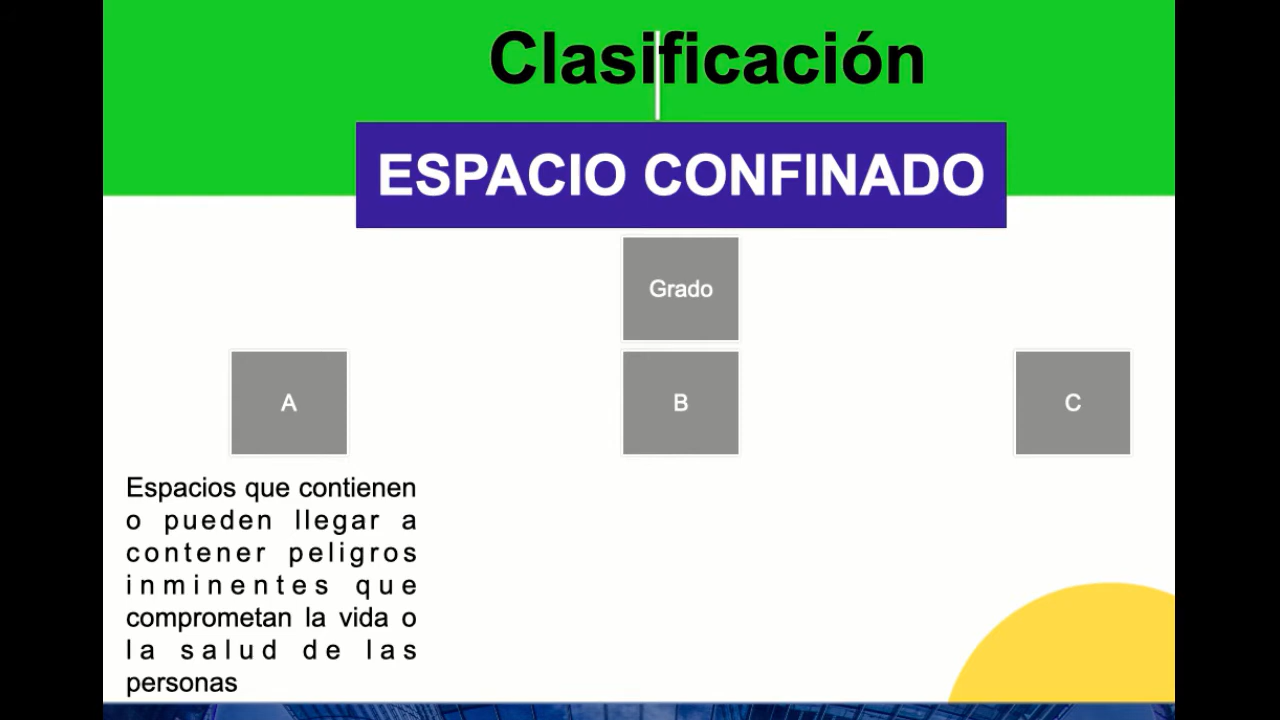 Clasificación
ESPACIO CONFINADO
Grado
A
B
C
Espacios que contienen
o pueden llegar a
contener peligros
inminentes que
comprometan la vida o
la salud de las
personas